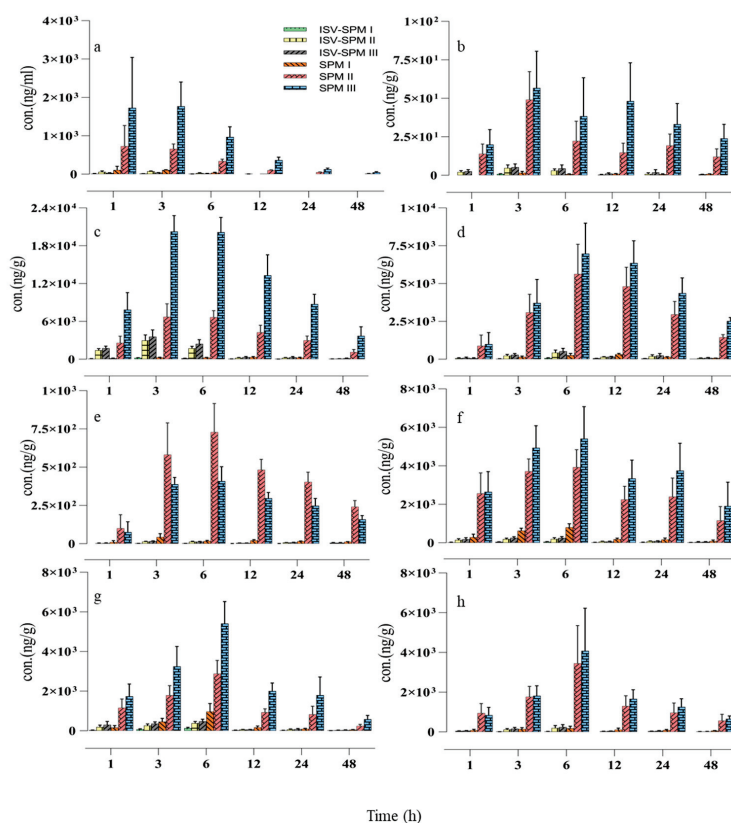 a
con.(ng/ml)
4×10³
3×10³
2×10³
1×10³
0
1 3 6 12 24 48
ISV-SPM I
ISV-SPM II
ISV-SPM III
SPM I
SPM II
SPM III
b
con.(ng/g)
1×10²
7.5×10¹
5×10¹
2.5×10¹
0
1 3 6 12 24 48
c
con.(ng/g)
2.4×10⁴
1.8×10⁴
1.2×10⁴
6×10³
0
1 3 6 12 24 48
d
con.(ng/g)
1×10⁴
7.5×10³
5×10³
2.5×10³
0
1 3 6 12 24 48
e
con.(ng/g)
1×10³
7.5×10²
5×10²
2.5×10²
0
1 3 6 12 24 48
f
con.(ng/g)
8×10³
6×10³
4×10³
2×10³
0
1 3 6 12 24 48
g
con.(ng/g)
8×10³
6×10³
4×10³
2×10³
0
1 3 6 12 24 48
h
con.(ng/g)
8×10³
6×10³
4×10³
2×10³
0
1 3 6 12 24 48
Time (h)